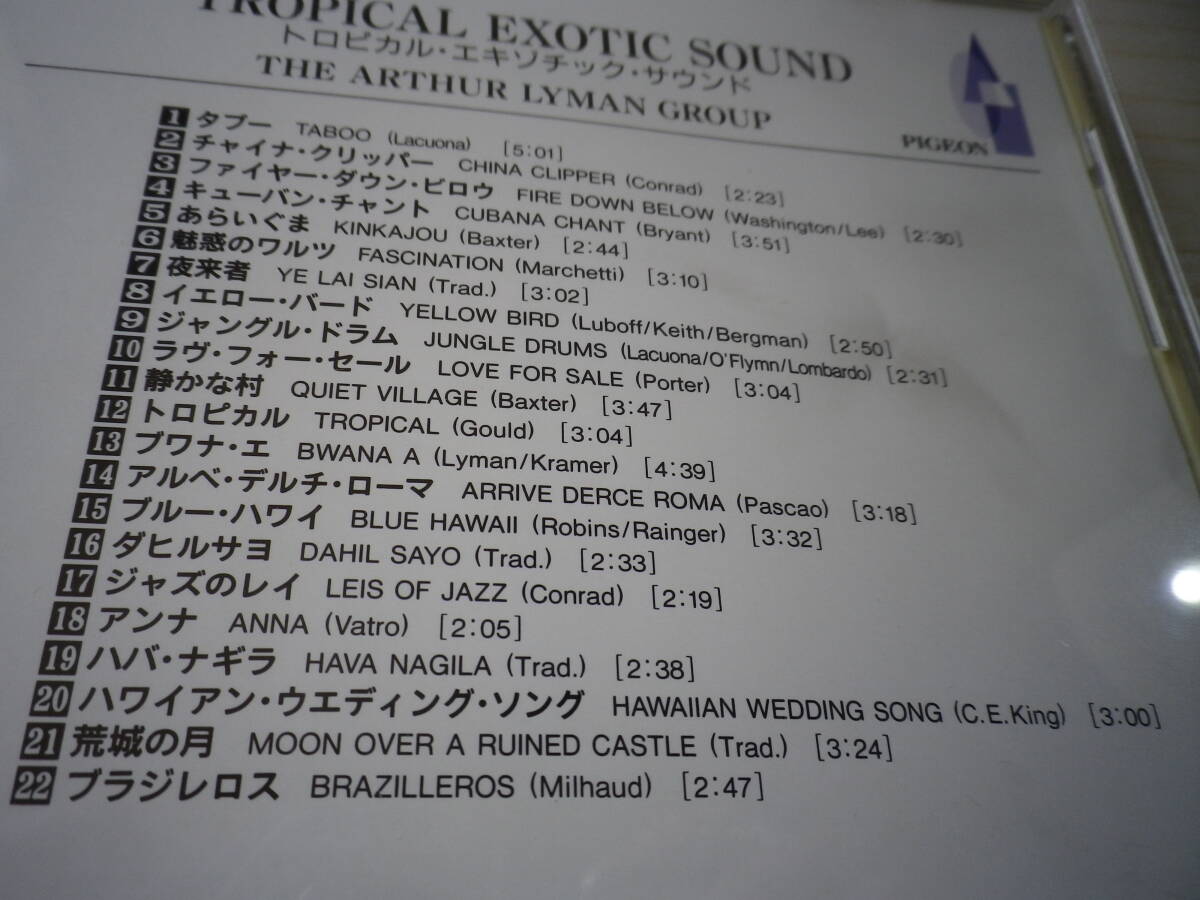 TROPICAL EXOTIC SOUND
トロピカル・エキゾチック・サウンド
THE ARTHUR LYMAN GROUP
PIGEON
1 タブー TABOO (Lacuona) [5:01]
2 チャイナ・クリッパー CHINA CLIPPER (Conrad) [2:23]
3 ファイヤー・ダウン・ビロウ FIRE DOWN BELOW (Washington/Lee) [2:30]
4 キューバン・チャント CUBANA CHANT (Bryant) [3:51]
5 あらいぐま KINKAJOU (Baxter) [2:44]
6 魅惑のワルツ FASCINATION (Marchetti) [3:10]
7 夜来香 YE LAI SIAN (Trad.) [3:02]
8 イエロー・バード YELLOW BIRD (Luboff/Keith/Bergman) [2:50]
9 ジャングル・ドラム JUNGLE DRUMS (Lacuona/O'Flymn/Lombardo) [2:31]
10 ラヴ・フォー・セール LOVE FOR SALE (Porter) [3:04]
11 静かな村 QUIET VILLAGE (Baxter) [3:47]
12 トロピカル TROPICAL (Gould) [3:04]
13 ブワナ・エ BWANA A (Lyman/Kramer) [4:39]
14 アルベ・デルチ・ローマ ARRIVE DERCE ROMA (Pascao) [3:18]
15 ブルー・ハワイ BLUE HAWAII (Robins/Rainger) [3:32]
16 ダヒルサヨ DAHIL SAYO (Trad.) [2:33]
17 ジャズのレイ LEIS OF JAZZ (Conrad) [2:19]
18 アンナ ANNA (Vatro) [2:05]
19 ハバ・ナギラ HAVA NAGILA (Trad.) [2:38]
20 ハワイアン・ウエディング・ソング HAWAIIAN WEDDING SONG (C.E.King) [3:00]
21 荒城の月 MOON OVER A RUINED CASTLE (Trad.) [3:24]
22 ブラジレロス BRAZILLEROS (Milhaud) [2:47]